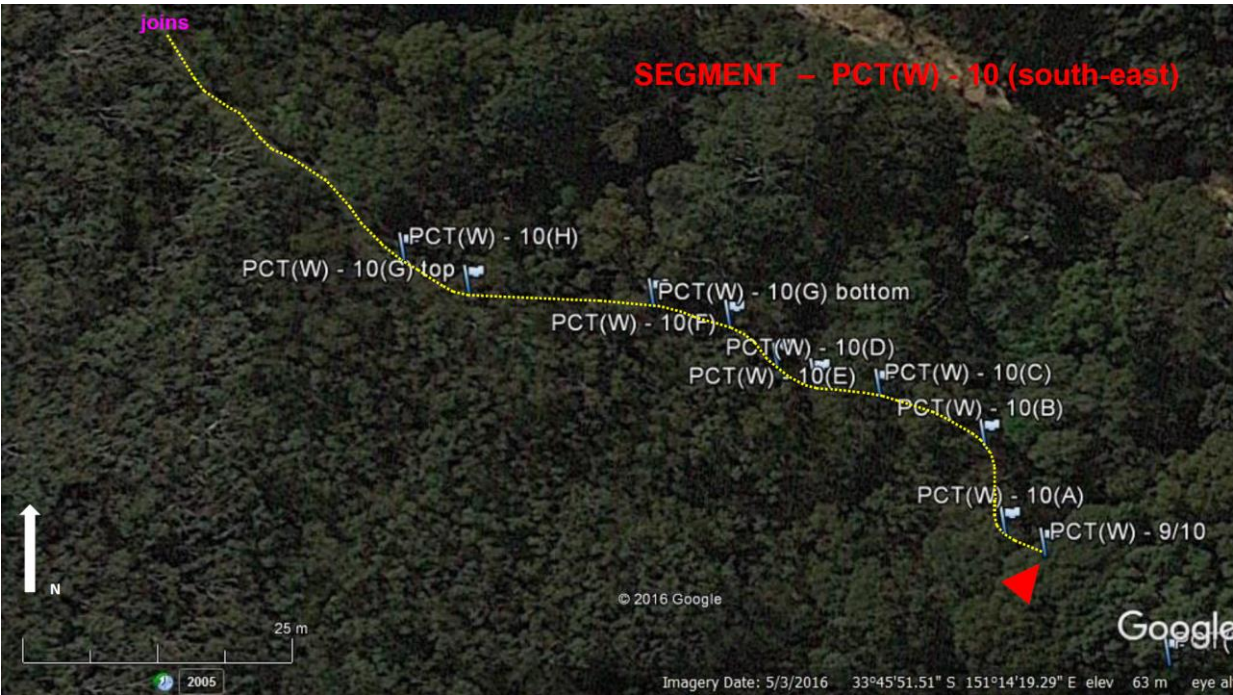 joins
SEGMENT – PCT(W) - 10 (south-east)
PCT(W) - 10(H)
PCT(W) - 10(G) top
PCT(W) - 10(G) bottom
PCT(W) - 10(F)
PCT(W) - 10(D)
PCT(W) - 10(E)
PCT(W) - 10(C)
PCT(W) - 10(B)
PCT(W) - 10(A)
PCT(W) - 9/10
N
© 2016 Google
25 m
Google
2005
Imagery Date: 5/3/2016 33°45'51.51" S 151°14'19.29" E elev 63 m eye al